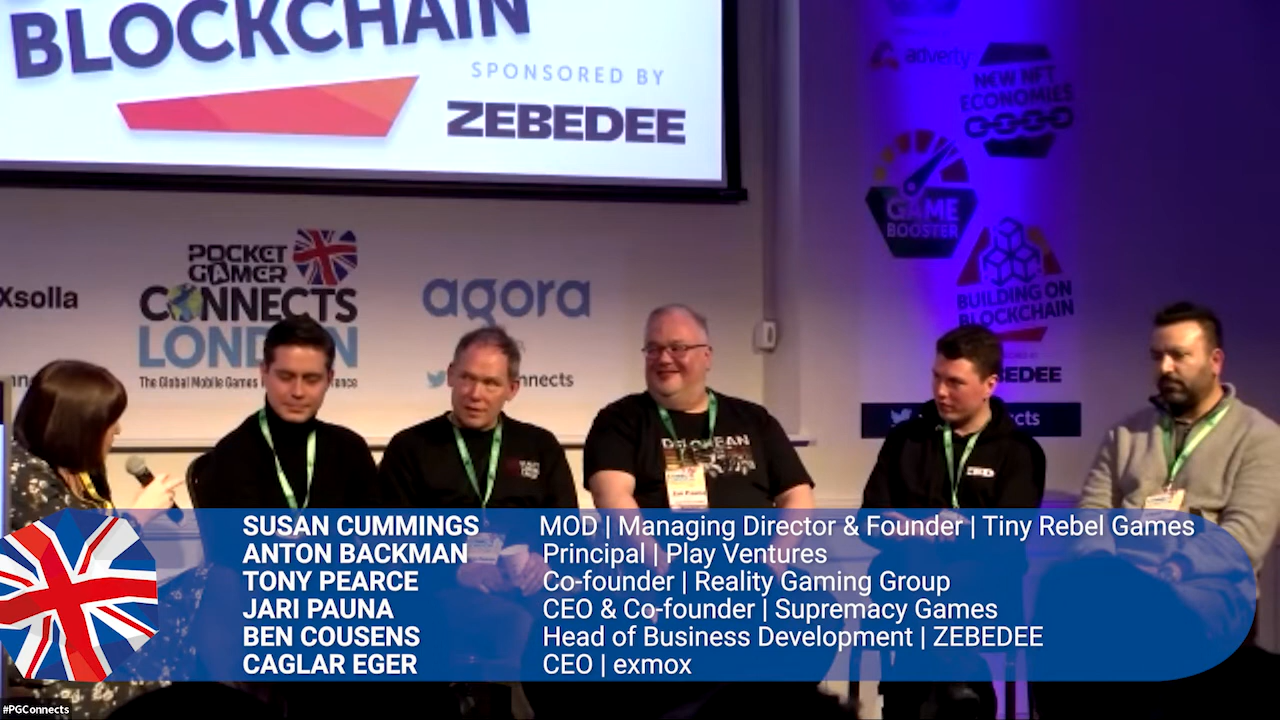 BLOCKCHAIN
SPONSORED BY
ZEBEDEE
adverty
NEW NFT
ECONOMIES
GAME
BOOSTER
BUILDING ON
BLOCKCHAIN
Xsolla
POCKET
GAMER
CONNECTS
LONDON
The Global Mobile Games
agora
SUSAN CUMMINGS MOD | Managing Director & Founder | Tiny Rebel Games
ANTON BACKMAN Principal | Play Ventures
TONY PEARCE Co-founder | Reality Gaming Group
JARI PAUNA CEO & Co-founder | Supremacy Games
BEN COUSENS Head of Business Development | ZEBEDEE
CAGLAR EGER CEO | exmox
#PGConnects